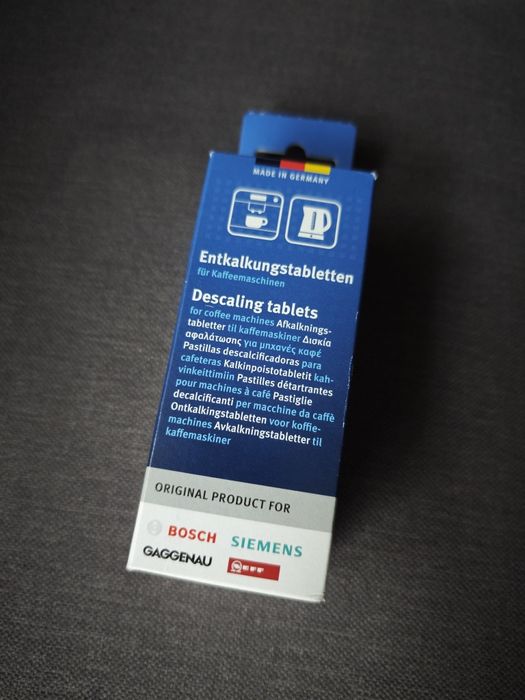 MADE IN GERMANY
Entkalkungstabletten
für Kaffeemaschinen
Descaling tablets
for coffee machines Afkalknings-
tabletter til kaffemaskiner Δισκία
αφαλάτωσης για μηχανές καφέ
Pastillas descalcificadoras para
cafeteras Kalkinpoistotabletit kah-
vinkeittimiin Pastilles détartrantes
pour machines à café Pastiglie
decalcificanti per macchine da caffè
Ontkalkingstabletten voor koffie-
machines Avkalkningstabletter til
kaffemaskiner
ORIGINAL PRODUCT FOR
BOSCH SIEMENS
GAGGENAU NEFF